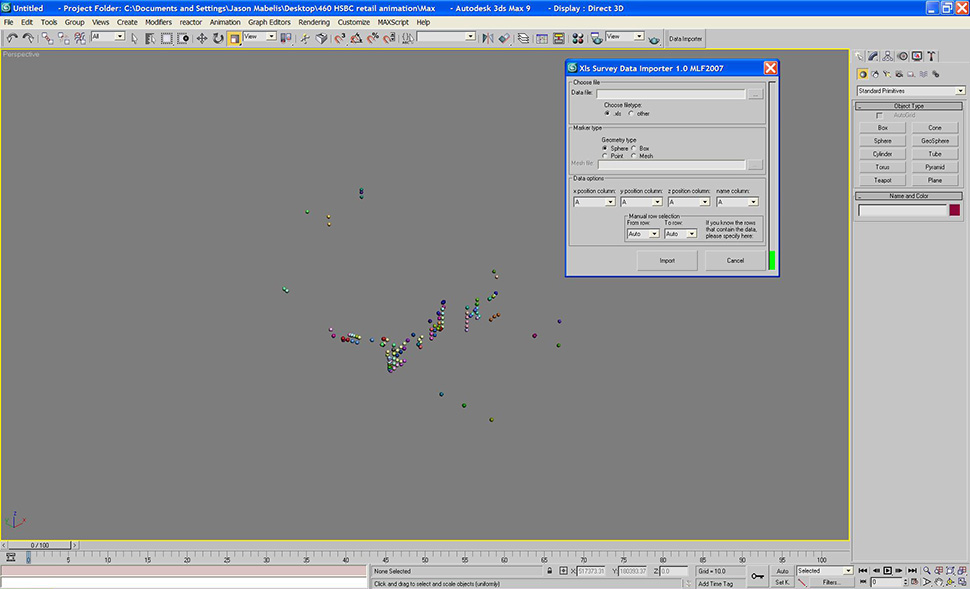 Untitled - Project Folder: C:\Documents and Settings\Jason Mabelis\Desktop\460 HSBC retail animation\Max - Autodesk 3ds Max 9 - Display : Direct 3D
File Edit Tools Group Views Create Modifiers reactor Animation Graph Editors Rendering Customize MAXScript Help
All View View Data Importer
Perspective
Xls Survey Data Importer 1.0 MLF2007
Choose file
Data file: ...
Choose filetype:
.xls other
Marker type
Geometry type
Sphere Box
Point Mesh
Mesh file:
Data options
x position column: y position column: z position column: name column:
A A A A
Manual row selection
From row: To row: If you know the rows
Auto Auto that contain the data,
please specify here:
Import Cancel
Standard Primitives
Object Type
AutoGrid
Box Cone
Sphere GeoSphere
Cylinder Tube
Torus Pyramid
Teapot Plane
Name and Color
z
x
0 / 100
0 5 10 15 20 25 30 35 40 45 50 55 60 65 70 75 80 85 90 95 100
None Selected X: 517373.31 Y: 180393.37 Z: 0.0 Grid = 10.0 Auto Selected
Click and drag to select and scale objects (uniformly) Add Time Tag Set K. Filters... 0